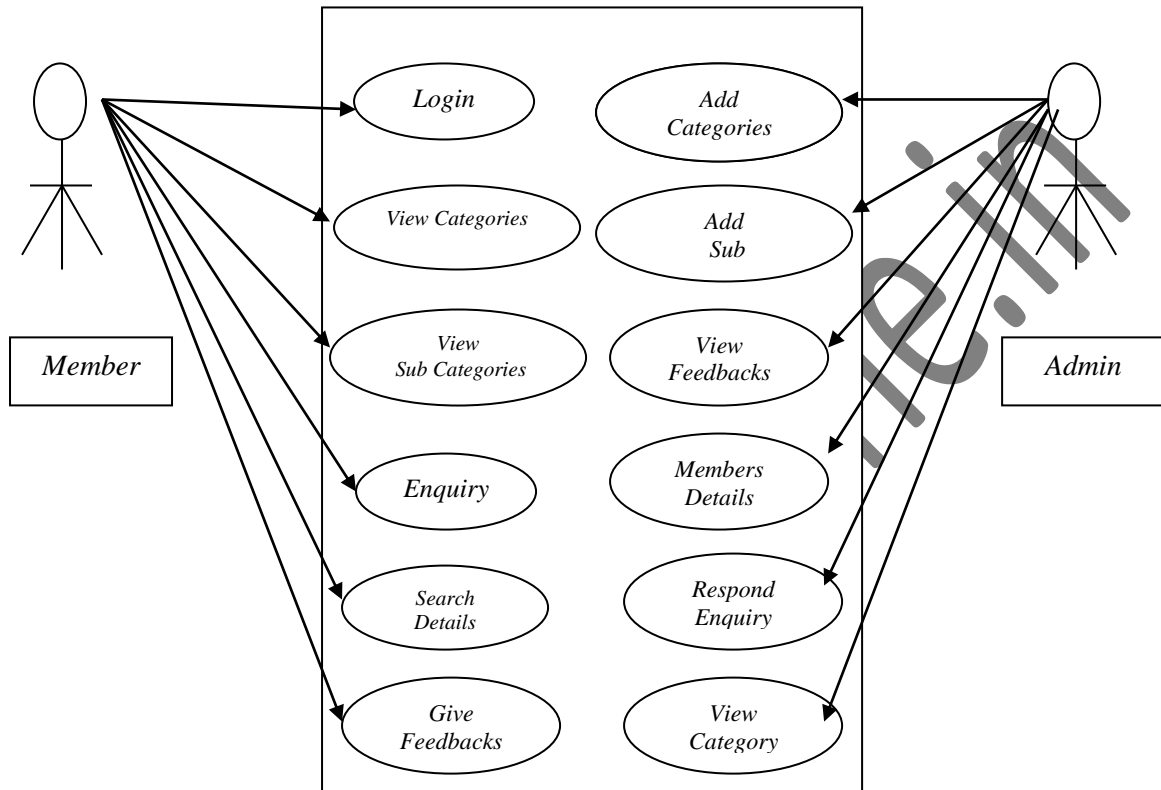 Login
Add
Categories
View Categories
Add
Sub
View
Sub Categories
View
Feedbacks
Member
Admin
Enquiry
Members
Details
Search
Details
Respond
Enquiry
Give
Feedbacks
View
Category